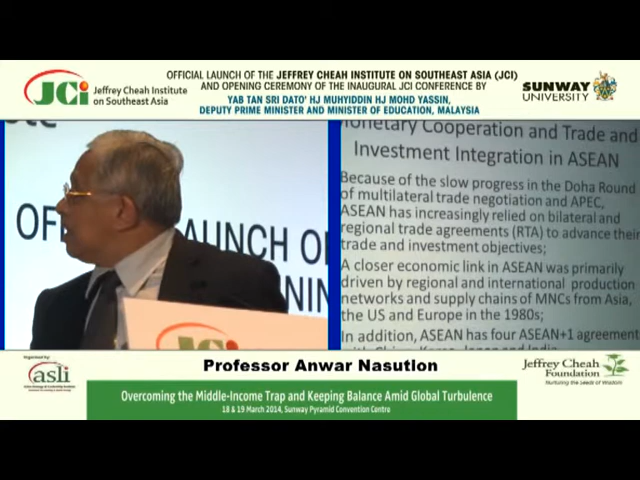 JCi
Jeffrey Cheah Institute
on Southeast Asia
OFFICIAL LAUNCH OF THE JEFFREY CHEAH INSTITUTE ON SOUTHEAST ASIA (JCI)
AND OPENING CEREMONY OF THE INAUGURAL JCI CONFERENCE BY
YAB TAN SRI DATO' HJ MUHYIDDIN HJ MOHD YASSIN,
DEPUTY PRIME MINISTER AND MINISTER OF EDUCATION, MALAYSIA
SUNWAY
UNIVERSITY
LAUNCH O
NIN
onetary Cooperation and Trade and
Investment Integration in ASEAN
Because of the slow progress in the Doha Round
of multilateral trade negotiation and APEC,
ASEAN has increasingly relied on bilateral and
regional trade agreements (RTA) to advance their
trade and investment objectives;
A closer economic link in ASEAN was primarily
driven by regional and international production
networks and supply chains of MNCs from Asia,
the US and Europe in the 1980s;
In addition, ASEAN has four ASEAN+1 agreement
Organised by:
asli
Professor Anwar Nasutlon
Jeffrey Cheah
Foundation
Nurturing the Seeds of Wisdom
Overcoming the Middle-Income Trap and Keeping Balance Amid Global Turbulence
18 & 19 March 2014, Sunway Pyramid Convention Centre